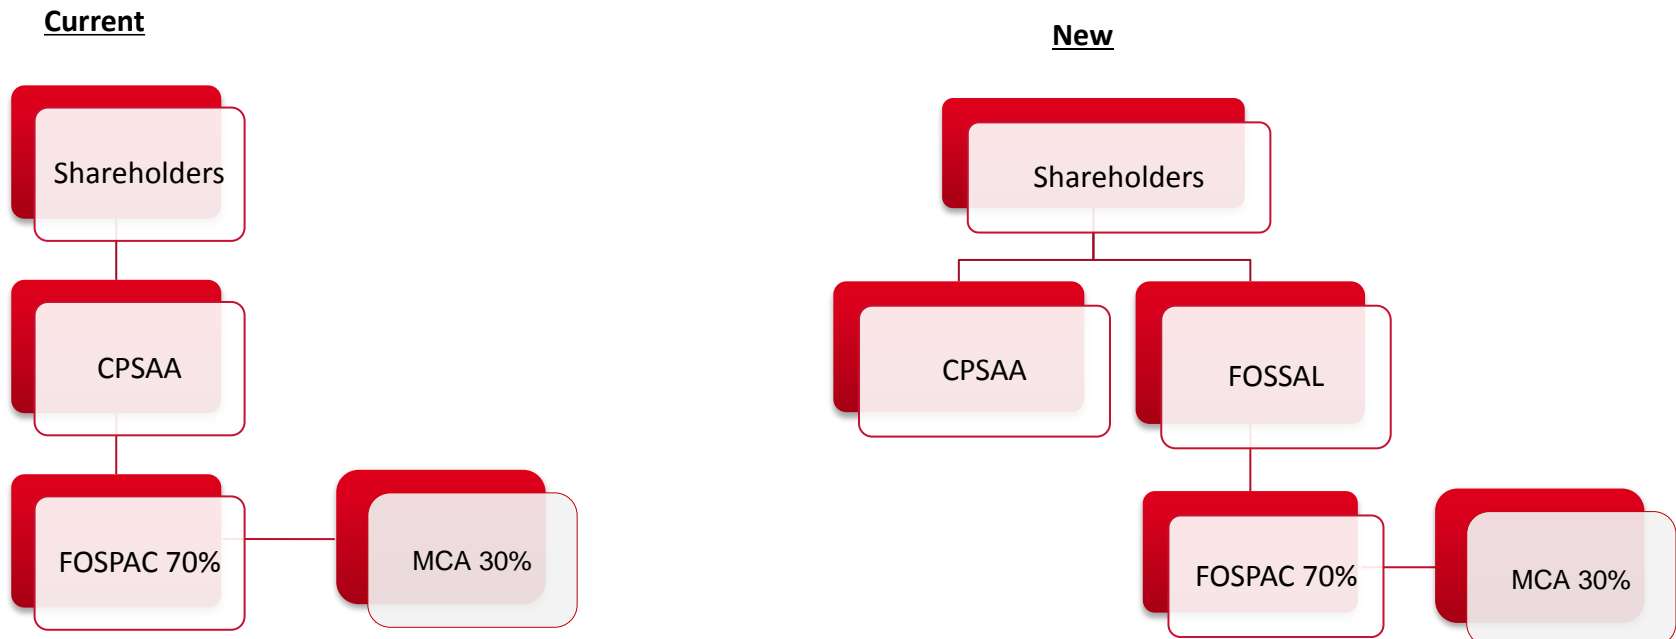 Current
Shareholders
CPSAA
FOSPAC 70%
MCA 30%
New
Shareholders
CPSAA
FOSSAL
FOSPAC 70%
MCA 30%